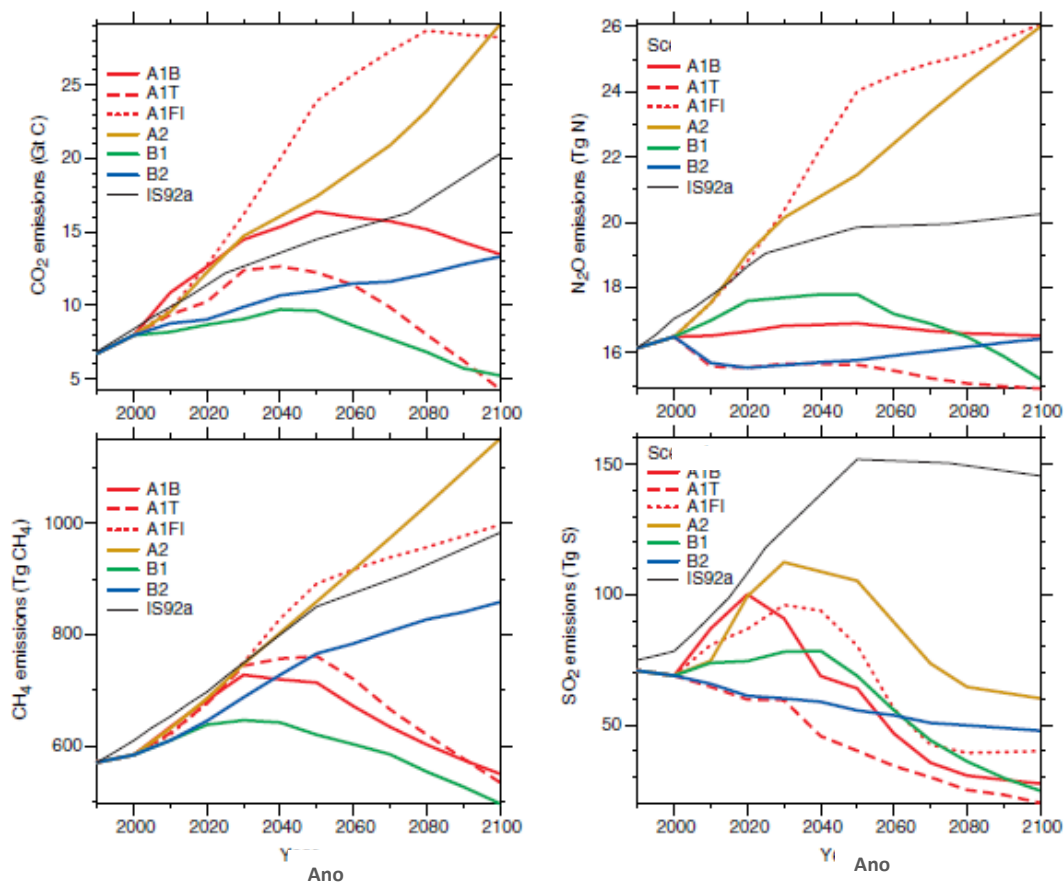 CO₂ emissions (Gt C)
25
20
15
10
5
A1B
A1T
A1FI
A2
B1
B2
IS92a
2000 2020 2040 2060 2080 2100
N₂O emissions (Tg N)
26
24
22
20
18
16
A1B
A1T
A1FI
A2
B1
B2
IS92a
2000 2020 2040 2060 2080 2100
CH₄ emissions (Tg CH₄)
1000
800
600
A1B
A1T
A1FI
A2
B1
B2
IS92a
2000 2020 2040 2060 2080 2100
Ano
SO₂ emissions (Tg S)
150
100
50
A1B
A1T
A1FI
A2
B1
B2
IS92a
2000 2020 2040 2060 2080 2100
Ano